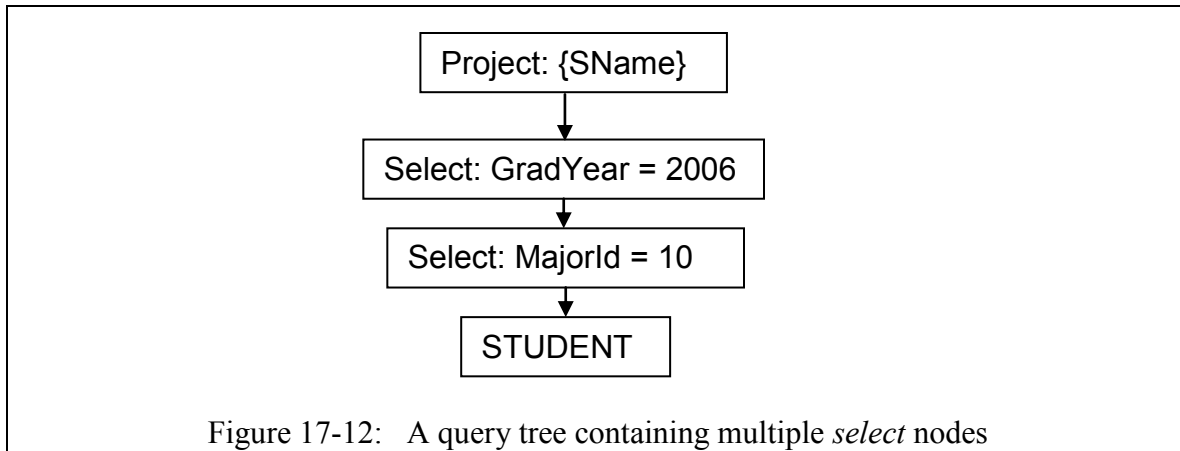 Project: {SName}
Select: GradYear = 2006
Select: MajorId = 10
STUDENT
Figure 17-12: A query tree containing multiple select nodes